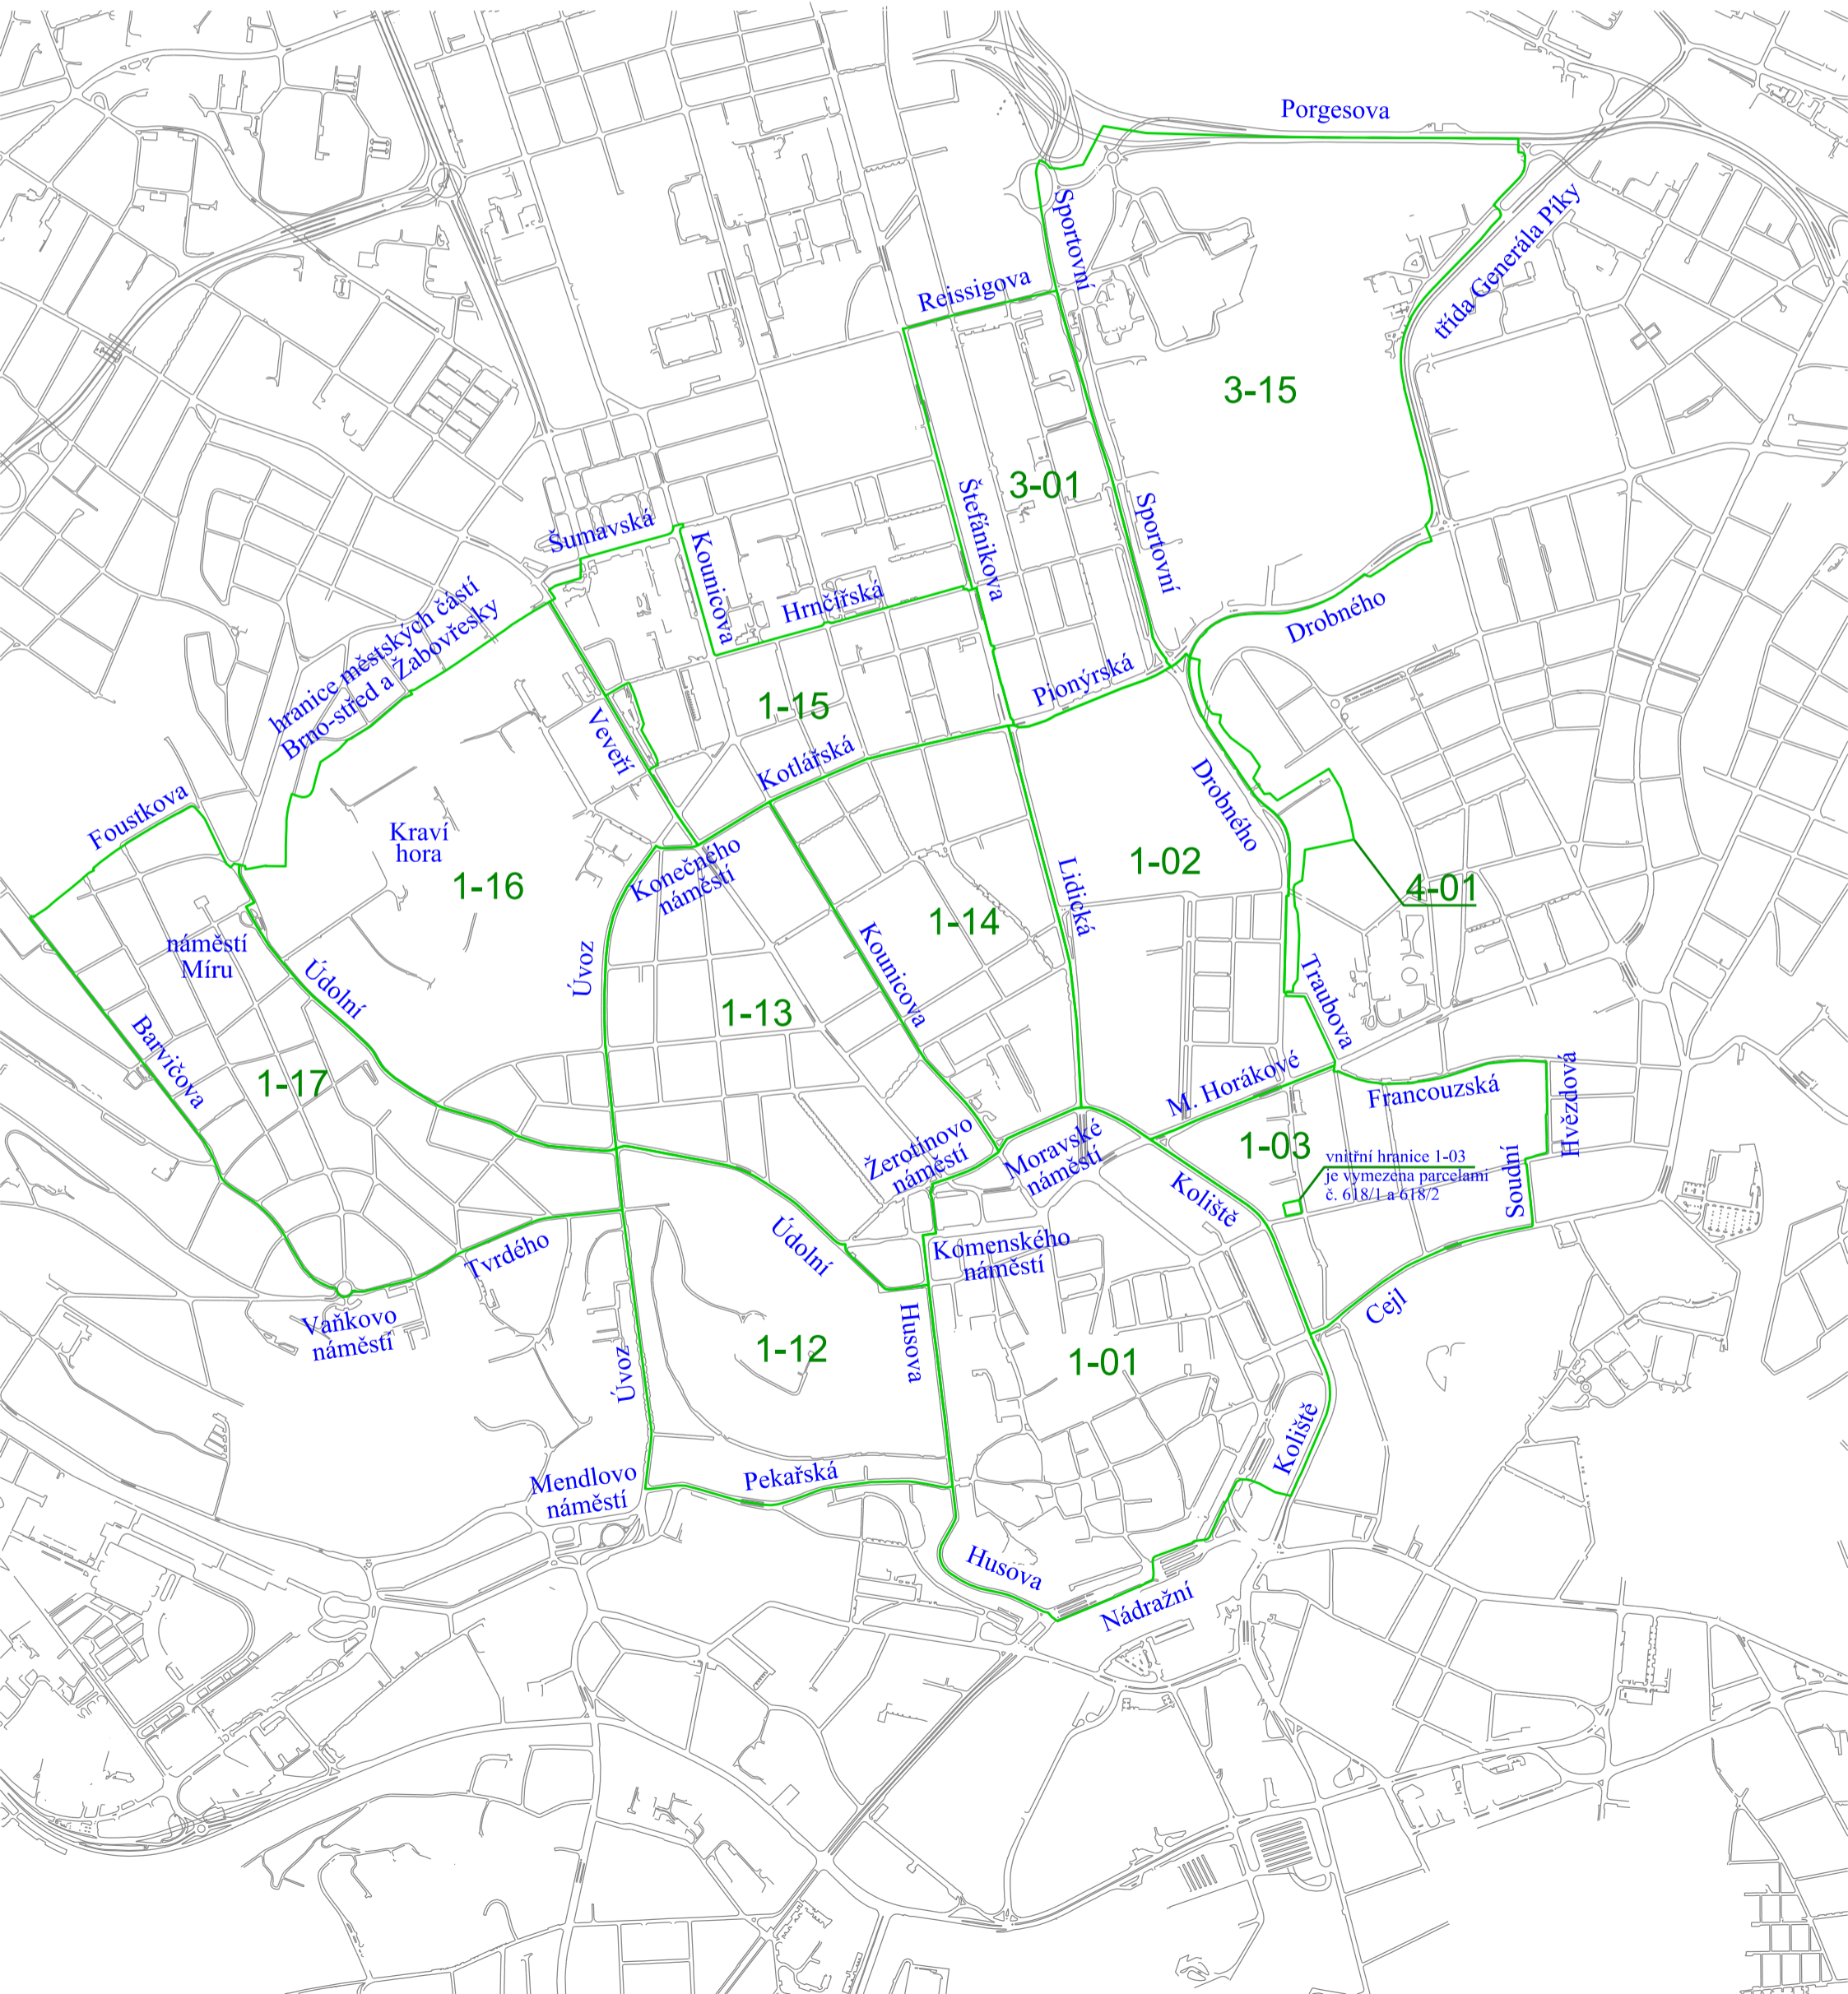 Porgesova
Sportovní
třída Generála Píky
Reissigova
3-15
3-01
Štefánikova
Sportovní
Šumavská
Kounicova
Hrnčířská
Drobného
hranice městských částí
Brno-střed a Žabovřesky
Pionýrská
1-15
Veveří
Kotlářská
Drobného
Foustkova
Kraví
hora
1-16
Konečného
náměstí
Lidická
1-02
4-01
1-14
Kounicova
náměstí
Míru
Údolní
Úvoz
1-13
Traubova
Barvičova
1-17
M. Horákové
Francouzská
Hvězdová
Žerotínovo
náměstí
Moravské
náměstí
1-03
vnitřní hranice 1-03
je vymezena parcelami
č. 618/1 a 618/2
Soudní
Koliště
Tvrdého
Údolní
Komenského
náměstí
Vaňkovo
náměstí
Husova
Cejl
1-12
1-01
Úvoz
Koliště
Mendlovo
náměstí
Pekařská
Husova
Nádražní